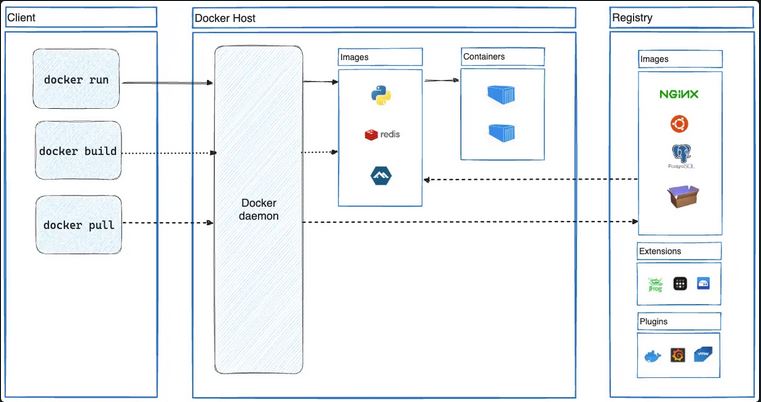 Client
docker run
docker build
docker pull
Docker Host
Docker
daemon
Images
redis
Containers
Registry
Images
NGINX
PostgreSQL
Extensions
Plugins